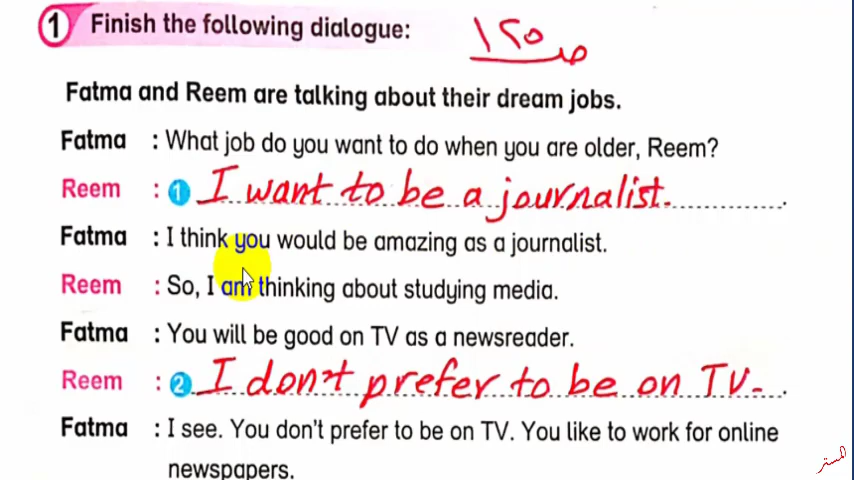 1 Finish the following dialogue: ص ١٢٥
Fatma and Reem are talking about their dream jobs.
Fatma : What job do you want to do when you are older, Reem?
Reem : 1 I want to be a journalist.
Fatma : I think you would be amazing as a journalist.
Reem : So, I am thinking about studying media.
Fatma : You will be good on TV as a newsreader.
Reem : 2 I don't prefer to be on TV.
Fatma : I see. You don't prefer to be on TV. You like to work for online
newspapers.